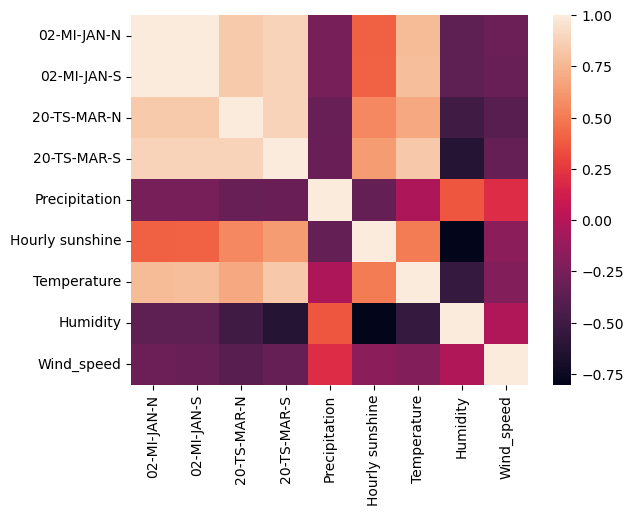 02-MI-JAN-N
02-MI-JAN-S
20-TS-MAR-N
20-TS-MAR-S
Precipitation
Hourly sunshine
Temperature
Humidity
Wind_speed
02-MI-JAN-N
02-MI-JAN-S
20-TS-MAR-N
20-TS-MAR-S
Precipitation
Hourly sunshine
Temperature
Humidity
Wind_speed
1.00
0.75
0.50
0.25
0.00
−0.25
−0.50
−0.75